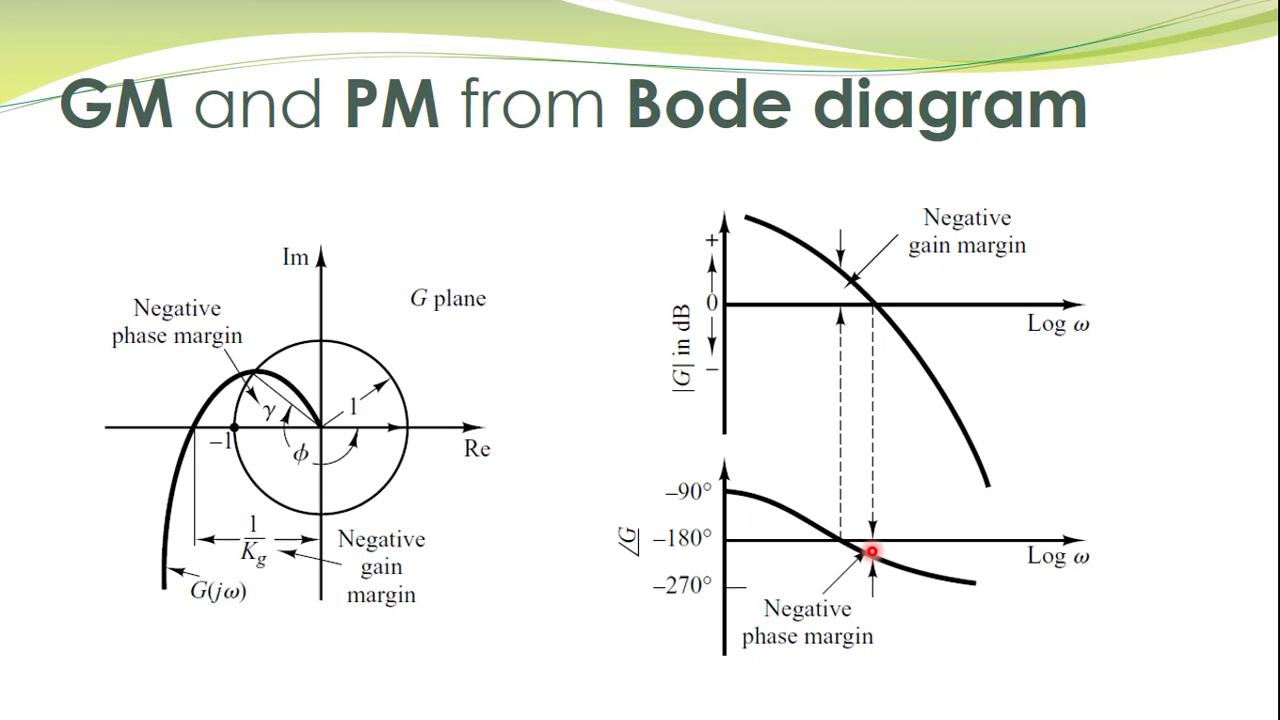 GM and PM from Bode diagram
Im
G plane
Negative
phase margin
γ
1
−1
ϕ
Re
1
K_g
Negative
gain
margin
G(jω)
Negative
gain margin
|G| in dB
+
0
−
Log ω
∠G
−90°
−180°
−270°
Log ω
Negative
phase margin